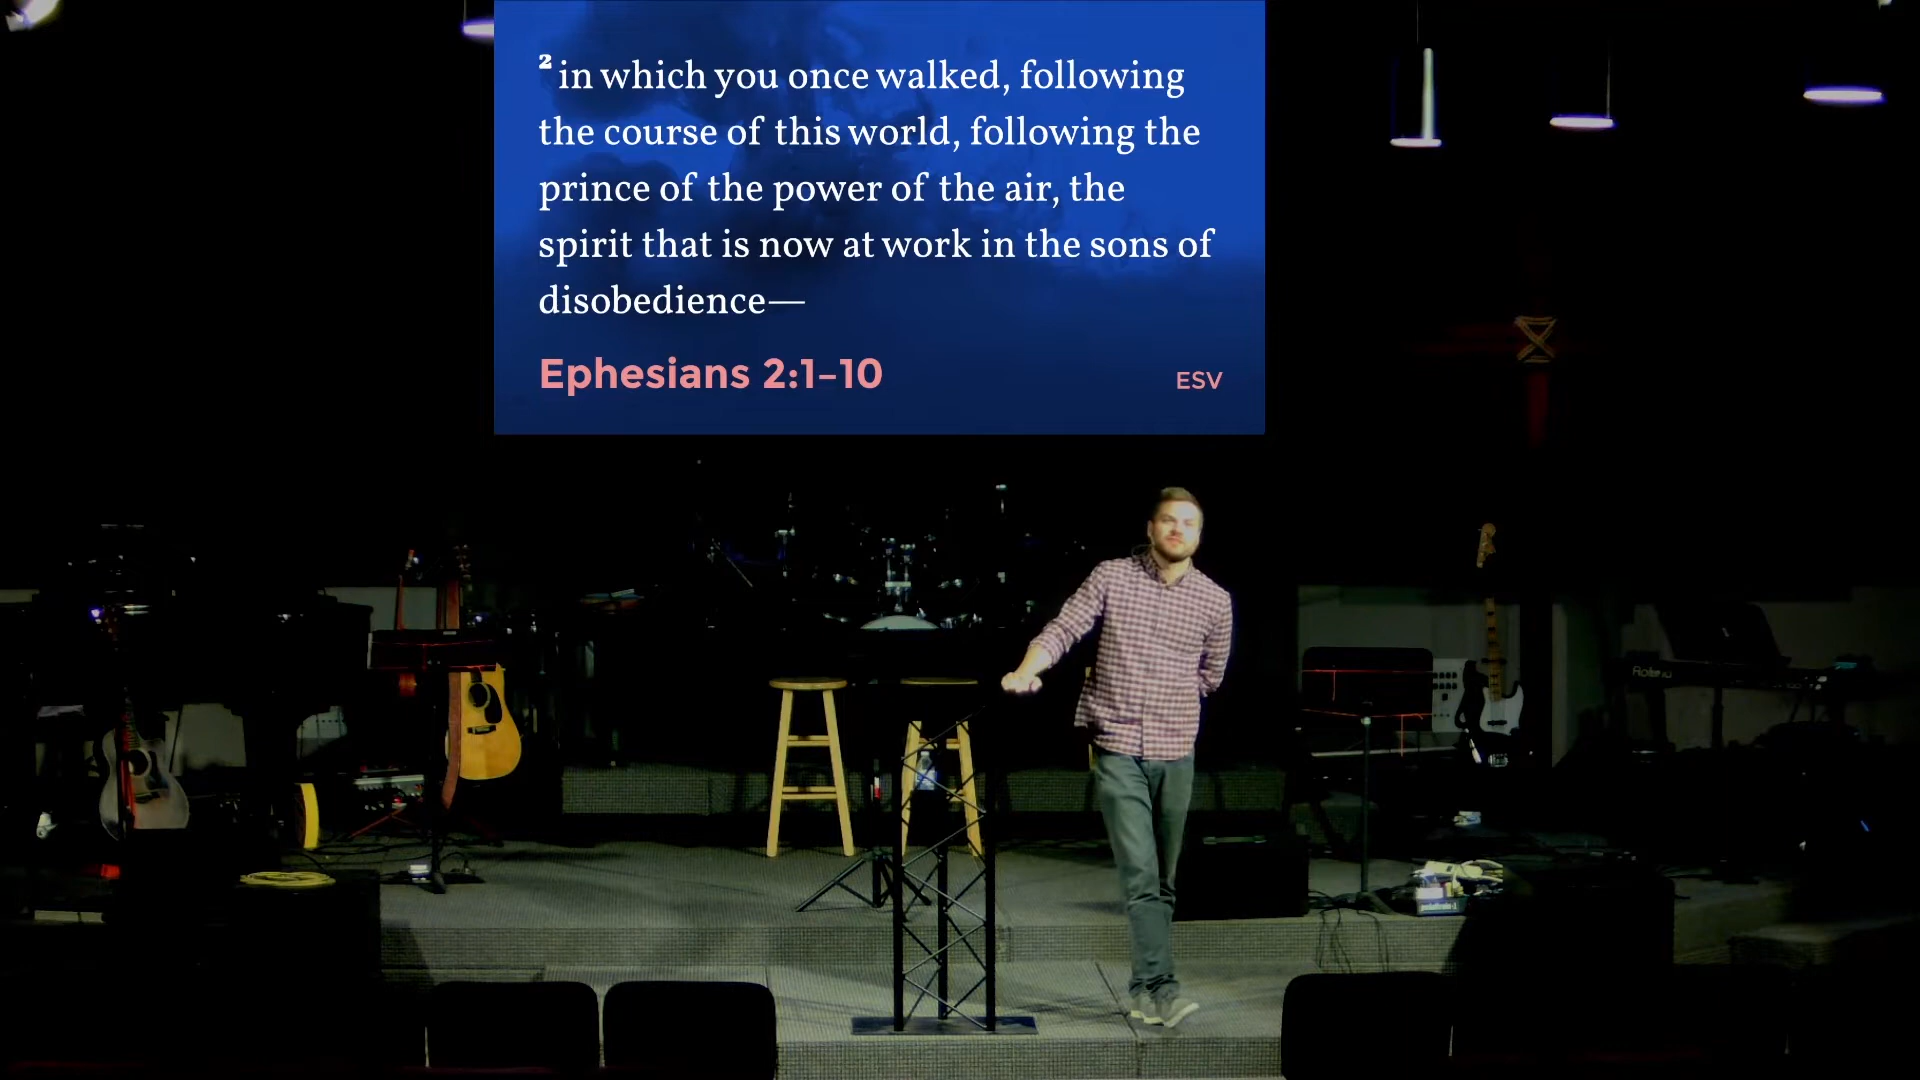 ² in which you once walked, following
the course of this world, following the
prince of the power of the air, the
spirit that is now at work in the sons of
disobedience—
Ephesians 2:1–10
ESV
Roland